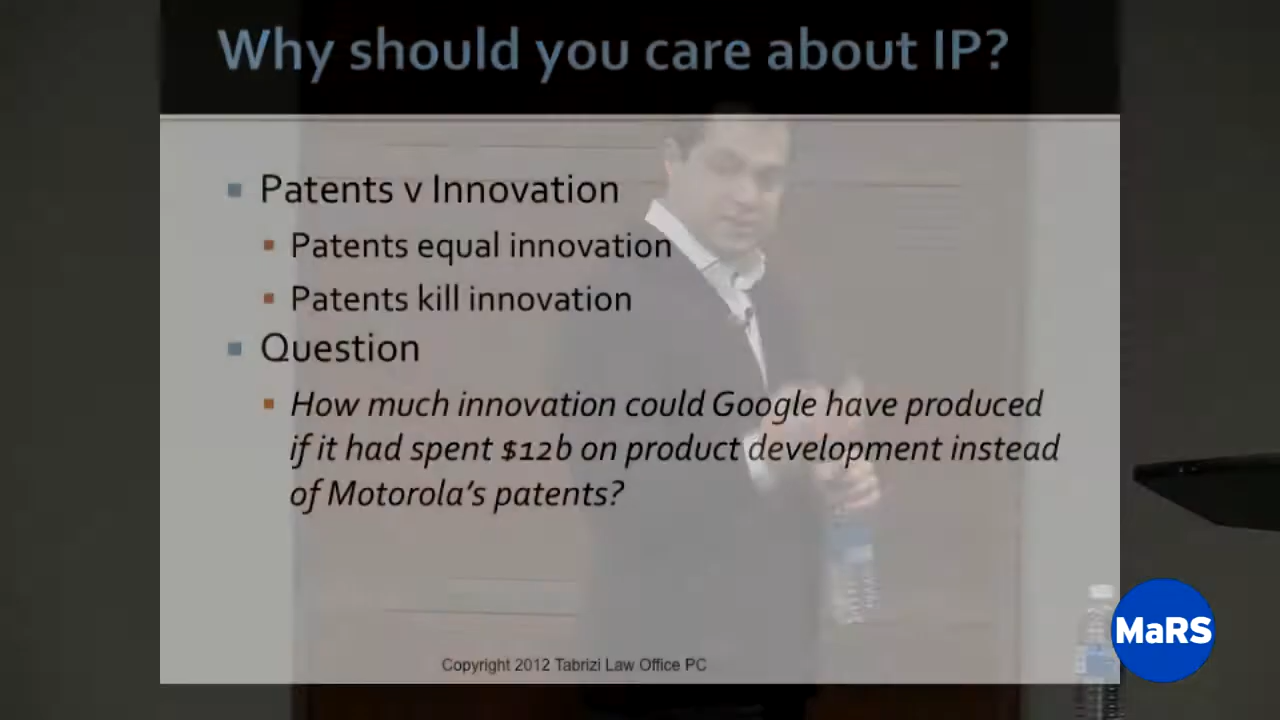 Why should you care about IP?
Patents v Innovation
Patents equal innovation
Patents kill innovation
Question
How much innovation could Google have produced
if it had spent $12b on product development instead
of Motorola's patents?
Copyright 2012 Tabrizi Law Office PC
MaRS